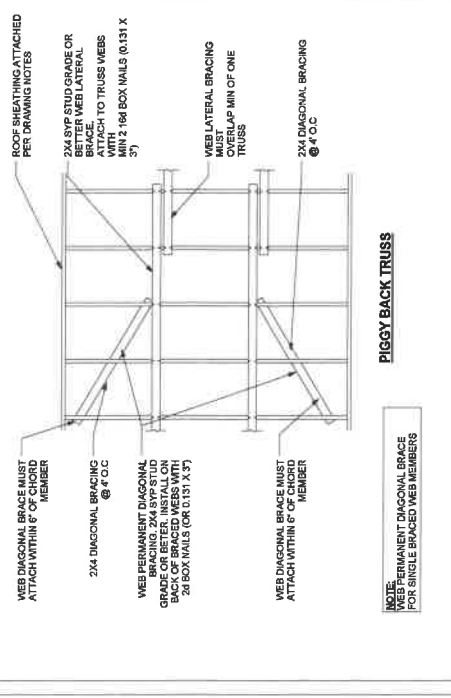 ROOF SHEATHING ATTACHED
PER DRAWING NOTES
2X4 SYP STUD GRADE OR
BETTER WEB LATERAL
BRACE.
ATTACH TO TRUSS WEBS
WITH
MIN 2 16d BOX NAILS (0.131 X
3")
WEB LATERAL BRACING
MUST
OVERLAP MIN OF ONE
TRUSS
2X4 DIAGONAL BRACING
@ 4' O.C
WEB DIAGONAL BRACE MUST
ATTACH WITHIN 6" OF CHORD
MEMBER
2X4 DIAGONAL BRACING
@ 4' O.C
WEB PERMANENT DIAGONAL
BRACING. 2X4 SYP STUD
GRADE OR BETER. INSTALL ON
BACK OF BRACED WEBS WITH
2d BOX NAILS (OR 0.131 X 3")
WEB DIAGONAL BRACE MUST
ATTACH WITHIN 6" OF CHORD
MEMBER
PIGGY BACK TRUSS
NOTE:
WEB PERMANENT DIAGONAL BRACE
FOR SINGLE BRACED WEB MEMBERS